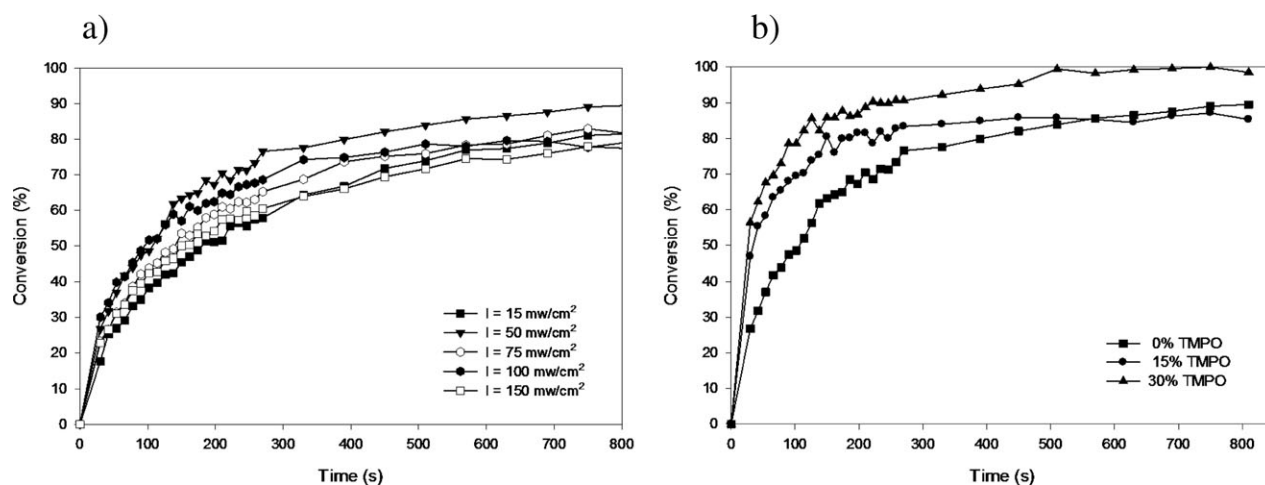 a)
100
90
80
70
60
50
40
30
20
10
0
Conversion (%)
0 100 200 300 400 500 600 700 800
Time (s)
I = 15 mw/cm²
I = 50 mw/cm²
I = 75 mw/cm²
I = 100 mw/cm²
I = 150 mw/cm²
b)
100
90
80
70
60
50
40
30
20
10
0
Conversion (%)
0 100 200 300 400 500 600 700 800
Time (s)
0% TMPO
15% TMPO
30% TMPO